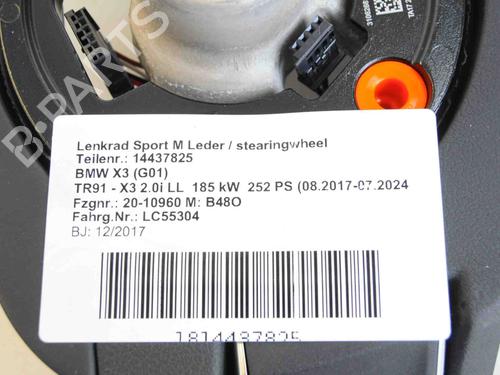 B-PARTS
Lenkrad Sport M Leder / stearingwheel
Teilenr.: 14437825
BMW X3 (G01)
TR91 - X3 2.0i LL 185 kW 252 PS (08.2017-07.2024
Fzgnr.: 20-10960 M: B48O
Fahrg.Nr.: LC55304
BJ: 12/2017
1814437825